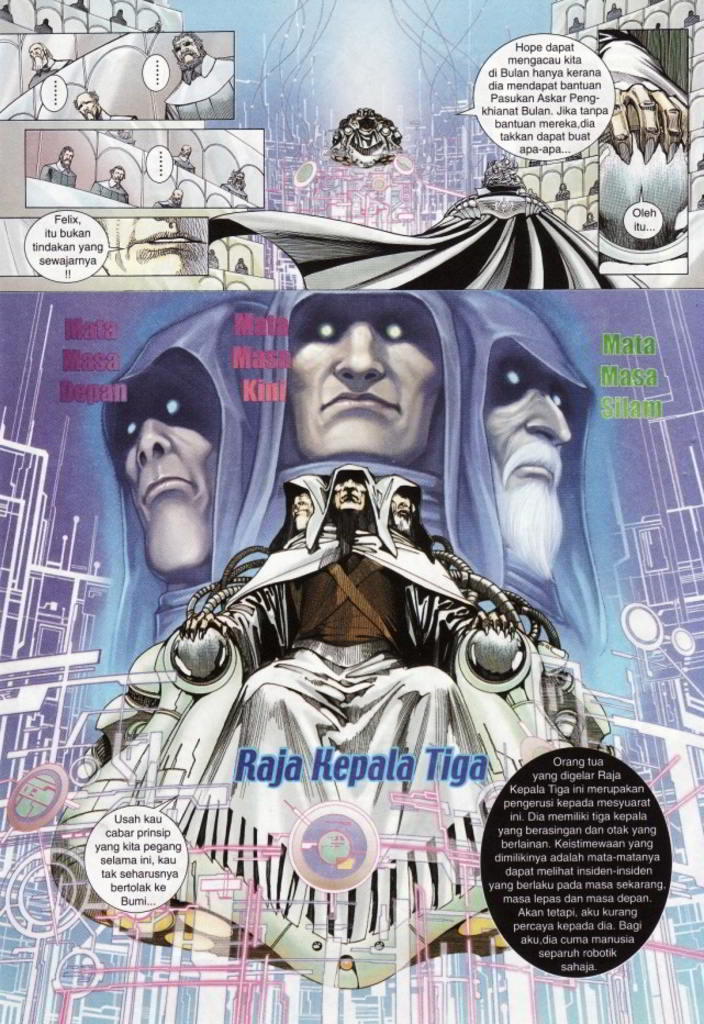 ......
......
......
Felix,
itu bukan
tindakan yang
sewajarnya
!!
Hope dapat
mengacau kita
di Bulan hanya kerana
dia mendapat bantuan
Pasukan Askar Peng-
khianat Bulan. Jika tanpa
bantuan mereka,dia
takkan dapat buat
apa-apa...
Oleh
itu...
Mata
Masa
Depan
Mata
Masa
Kini
Mata
Masa
Silam
Raja Kepala Tiga
Usah kau
cabar prinsip
yang kita pegang
selama ini, kau
tak seharusnya
bertolak ke
Bumi...
Orang tua
yang digelar Raja
Kepala Tiga ini merupakan
pengerusi kepada mesyuarat
ini. Dia memiliki tiga kepala
yang berasingan dan otak yang
berlainan. Keistimewaan yang
dimilikinya adalah mata-matanya
dapat melihat insiden-insiden
yang berlaku pada masa sekarang,
masa lepas dan masa depan.
Akan tetapi, aku kurang
percaya kepada dia. Bagi
aku,dia cuma manusia
separuh robotik
sahaja.